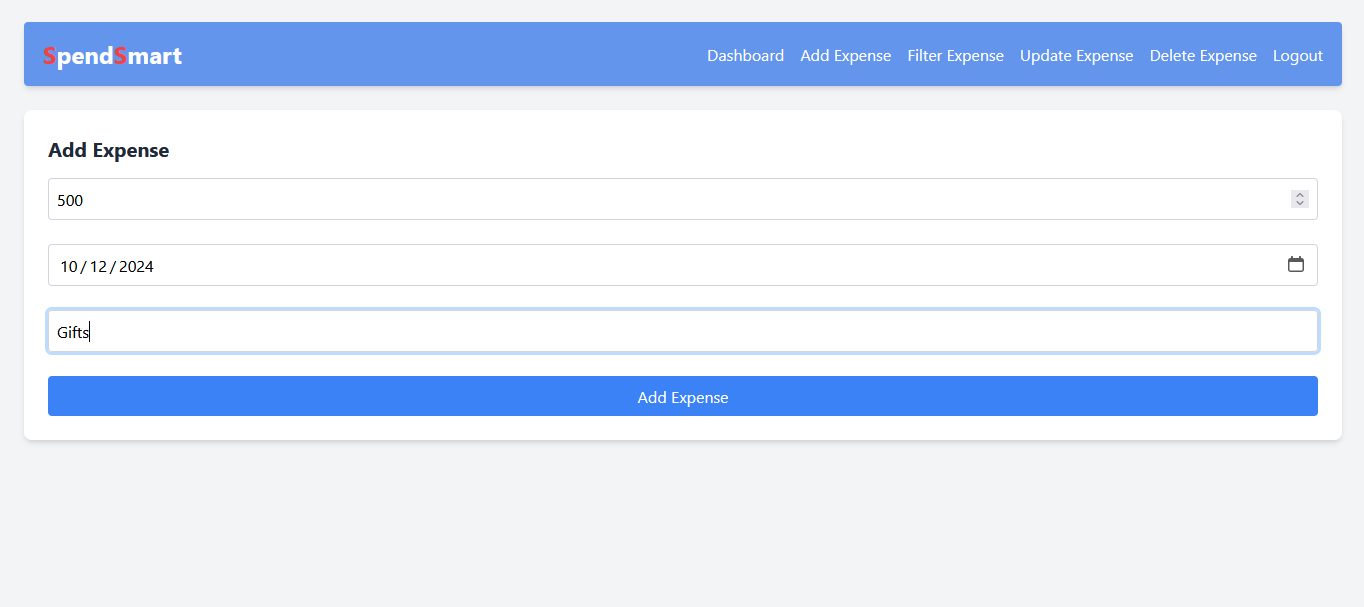 SpendSmart Dashboard Add Expense Filter Expense Update Expense Delete Expense Logout
Add Expense
500
10/12/2024
Gifts
Add Expense